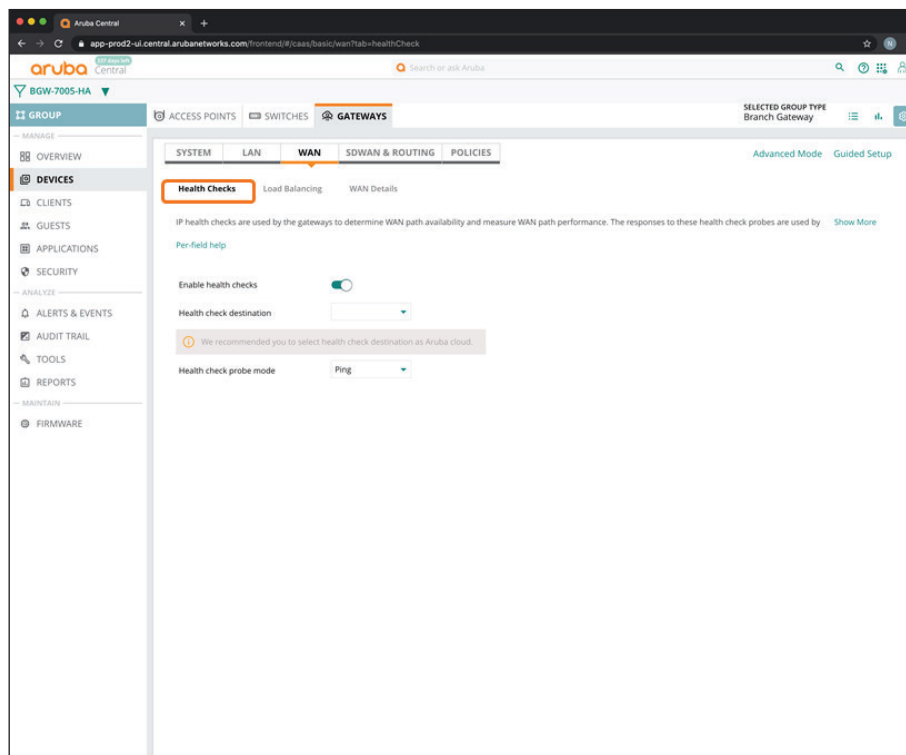 Aruba Central
app-prod2-ui.central.arubanetworks.com/frontend/#/caas/basic/wan?tab=healthCheck
N
aruba Central
337 days left
Search or ask Aruba
BGW-7005-HA
GROUP
ACCESS POINTS
SWITCHES
GATEWAYS
SELECTED GROUP TYPE
Branch Gateway
MANAGE
OVERVIEW
DEVICES
CLIENTS
GUESTS
APPLICATIONS
SECURITY
ANALYZE
ALERTS & EVENTS
AUDIT TRAIL
TOOLS
REPORTS
MAINTAIN
FIRMWARE
SYSTEM LAN WAN SDWAN & ROUTING POLICIES
Advanced Mode Guided Setup
Health Checks Load Balancing WAN Details
IP health checks are used by the gateways to determine WAN path availability and measure WAN path performance. The responses to these health check probes are used by Show More
Per-field help
Enable health checks
Health check destination
We recommended you to select health check destination as Aruba cloud.
Health check probe mode Ping